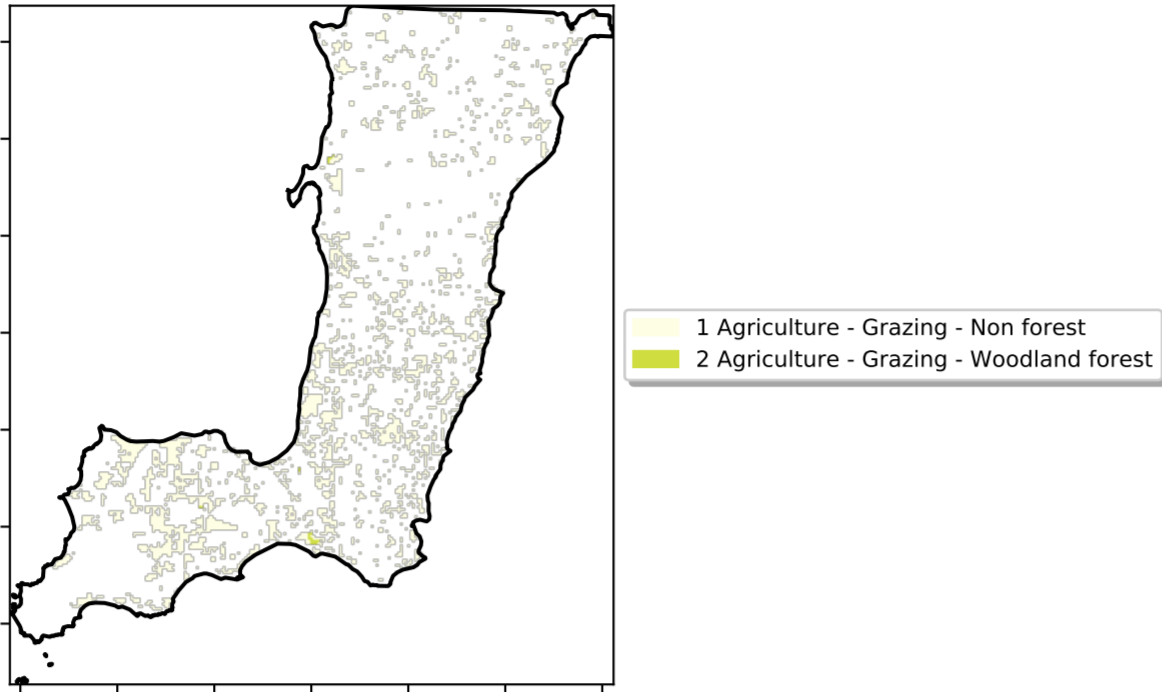 1 Agriculture - Grazing - Non forest
2 Agriculture - Grazing - Woodland forest